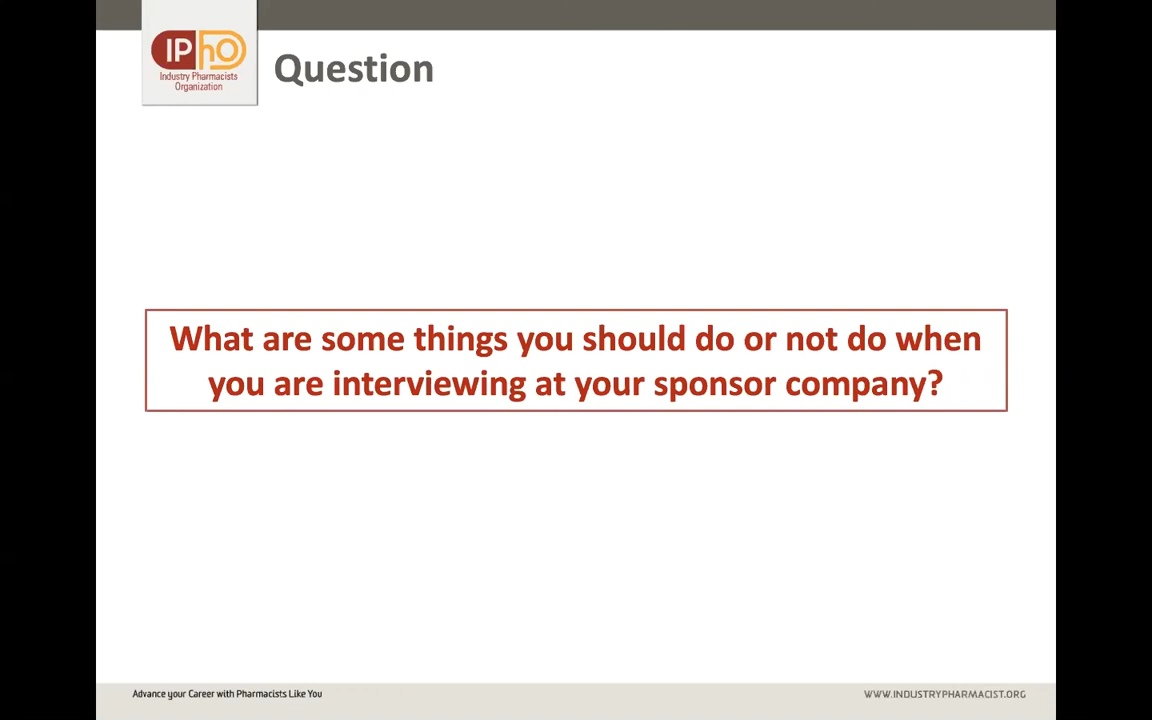 IPhO
Industry Pharmacists
Organization
Question
What are some things you should do or not do when
you are interviewing at your sponsor company?
Advance your Career with Pharmacists Like You
WWW.INDUSTRYPHARMACIST.ORG